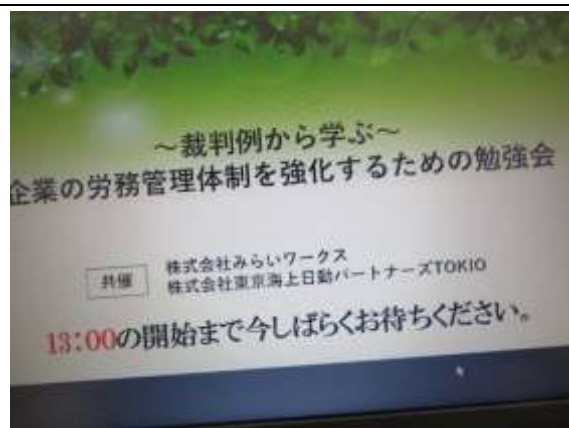 ～裁判例から学ぶ～
企業の労務管理体制を強化するための勉強会
共催
株式会社みらいワークス
株式会社東京海上日動パートナーズTOKIO
13:00の開始まで今しばらくお待ちください。